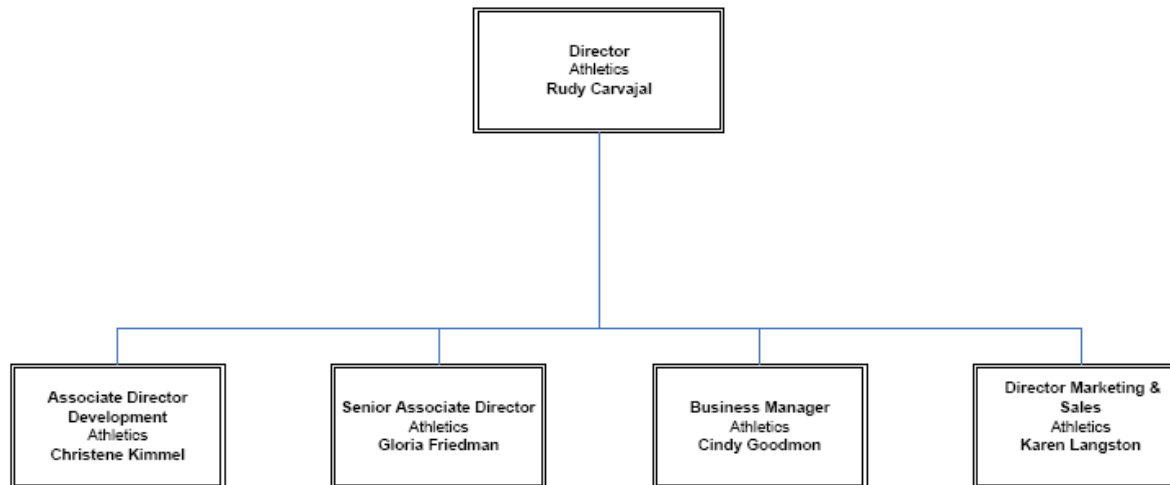 Director
Athletics
Rudy Carvajal
Associate Director
Development
Athletics
Christene Kimmel
Senior Associate Director
Athletics
Gloria Friedman
Business Manager
Athletics
Cindy Goodmon
Director Marketing &
Sales
Athletics
Karen Langston